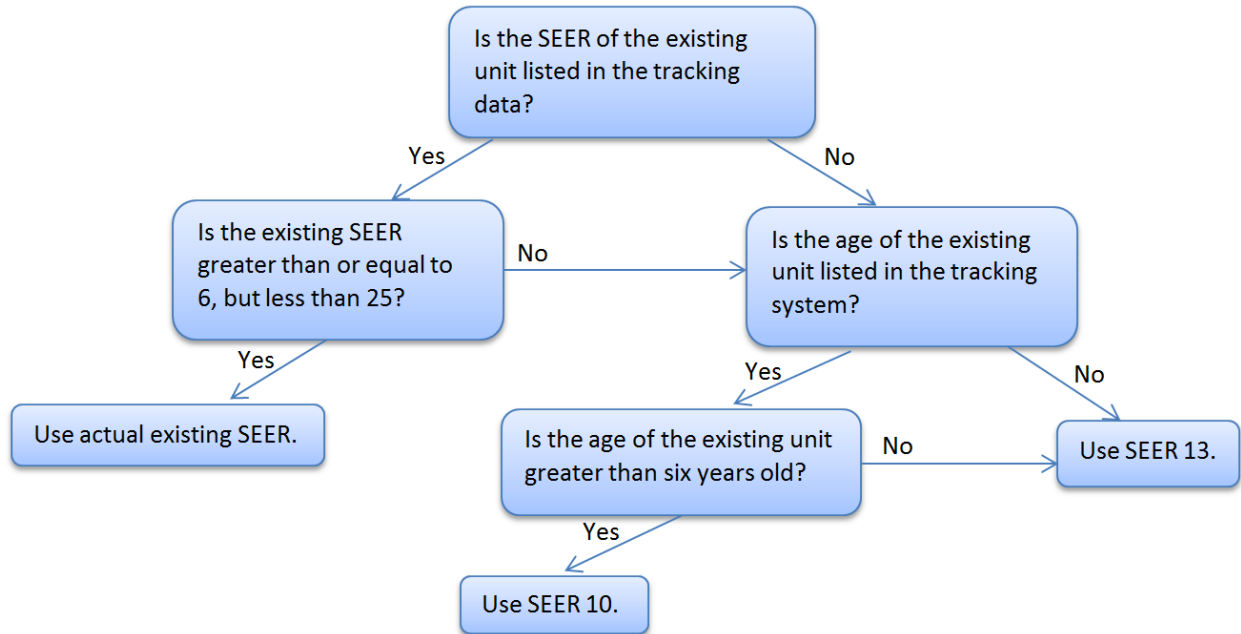 Is the SEER of the existing
unit listed in the tracking
data?
Yes
No
Is the existing SEER
greater than or equal to
6, but less than 25?
No
Is the age of the existing
unit listed in the tracking
system?
Yes
Yes
No
Use actual existing SEER.
Is the age of the existing unit
greater than six years old?
No
Use SEER 13.
Yes
Use SEER 10.